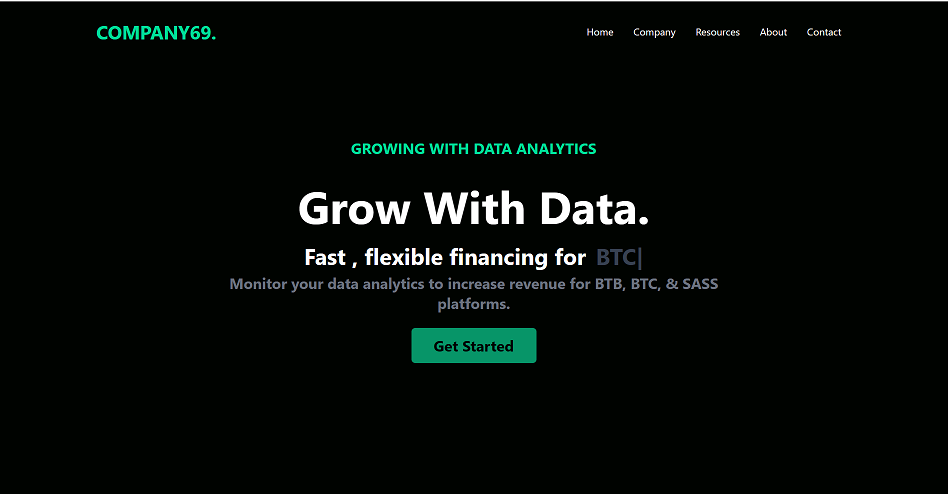 COMPANY69.
Home Company Resources About Contact
GROWING WITH DATA ANALYTICS
Grow With Data.
Fast , flexible financing for BTC|
Monitor your data analytics to increase revenue for BTB, BTC, & SASS
platforms.
Get Started